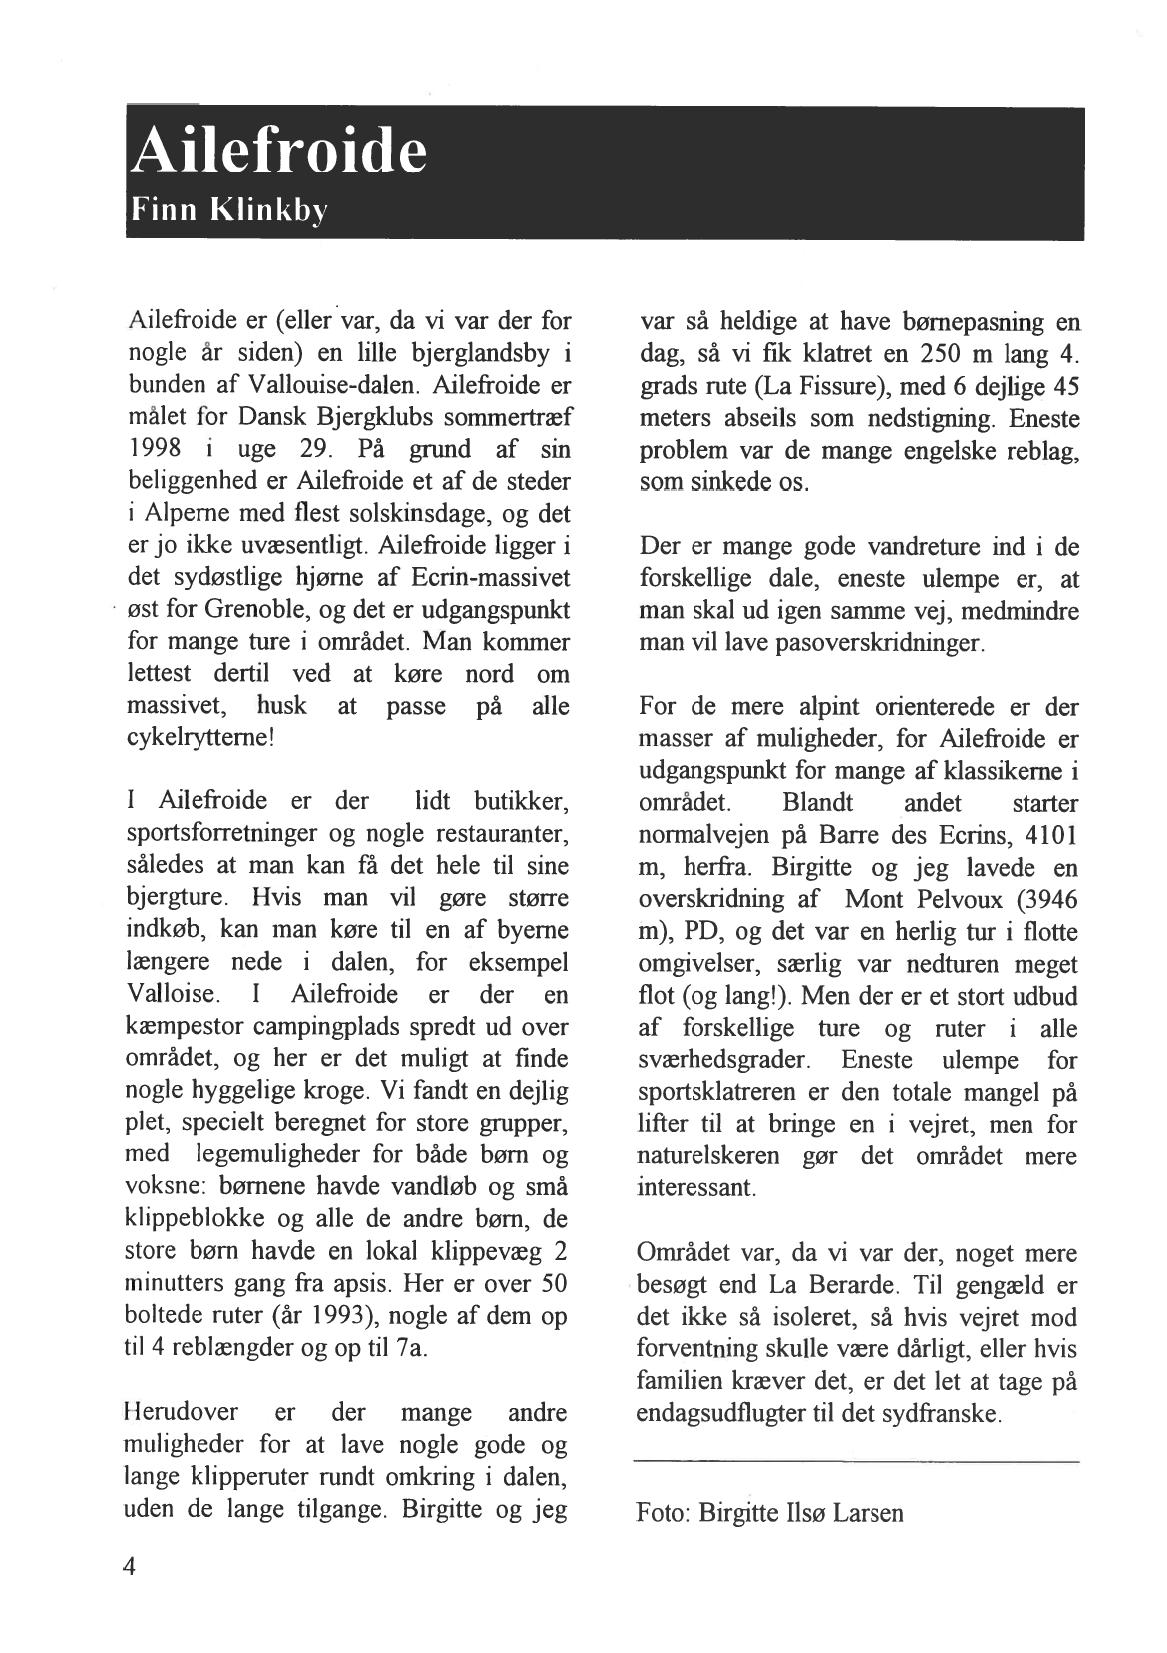 Ailefroide
Finn Klinkby
Ailefroide er (eller var, da vi var der for
nogle år siden) en lille bjerglandsby i
bunden af Vallouise-dalen. Ailefroide er
målet for Dansk Bjergklubs sommertræf
1998 i uge 29. På grund af sin
beliggenhed er Ailefroide et af de steder
i Alperne med flest solskinsdage, og det
er jo ikke uvæsentligt. Ailefroide ligger i
det sydøstlige hjørne af Ecrin-massivet
øst for Grenoble, og det er udgangspunkt
for mange ture i området. Man kommer
lettest dertil ved at køre nord om
massivet, husk at passe på alle
cykelrytterne!
I Ailefroide er der lidt butikker,
sportsforretninger og nogle restauranter,
således at man kan få det hele til sine
bjergture. Hvis man vil gøre større
indkøb, kan man køre til en af byerne
længere nede i dalen, for eksempel
Valloise. I Ailefroide er der en
kæmpestor campingplads spredt ud over
området, og her er det muligt at finde
nogle hyggelige kroge. Vi fandt en dejlig
plet, specielt beregnet for store grupper,
med legemuligheder for både børn og
voksne: børnene havde vandløb og små
klippeblokke og alle de andre børn, de
store børn havde en lokal klippevæg 2
minutters gang fra apsis. Her er over 50
boltede ruter (år 1993), nogle af dem op
til 4 reblængder og op til 7a.
Herudover er der mange andre
muligheder for at lave nogle gode og
lange klipperuter rundt omkring i dalen,
uden de lange tilgange. Birgitte og jeg
var så heldige at have børnepasning en
dag, så vi fik klatret en 250 m lang 4.
grads rute (La Fissure), med 6 dejlige 45
meters abseils som nedstigning. Eneste
problem var de mange engelske reblag,
som sinkede os.
Der er mange gode vandreture ind i de
forskellige dale, eneste ulempe er, at
man skal ud igen samme vej, medmindre
man vil lave pasoverskridninger.
For de mere alpint orienterede er der
masser af muligheder, for Ailefroide er
udgangspunkt for mange af klassikerne i
området. Blandt andet starter
normalvejen på Barre des Ecrins, 4101
m, herfra. Birgitte og jeg lavede en
overskridning af Mont Pelvoux (3946
m), PD, og det var en herlig tur i flotte
omgivelser, særlig var nedturen meget
flot (og lang!). Men der er et stort udbud
af forskellige ture og ruter i alle
sværhedsgrader. Eneste ulempe for
sportsklatreren er den totale mangel på
lifter til at bringe en i vejret, men for
naturelskeren gør det området mere
interessant.
Området var, da vi var der, noget mere
besøgt end La Berarde. Til gengæld er
det ikke så isoleret, så hvis vejret mod
forventning skulle være dårligt, eller hvis
familien kræver det, er det let at tage på
endagsudflugter til det sydfranske.
Foto: Birgitte Ilsø Larsen
4